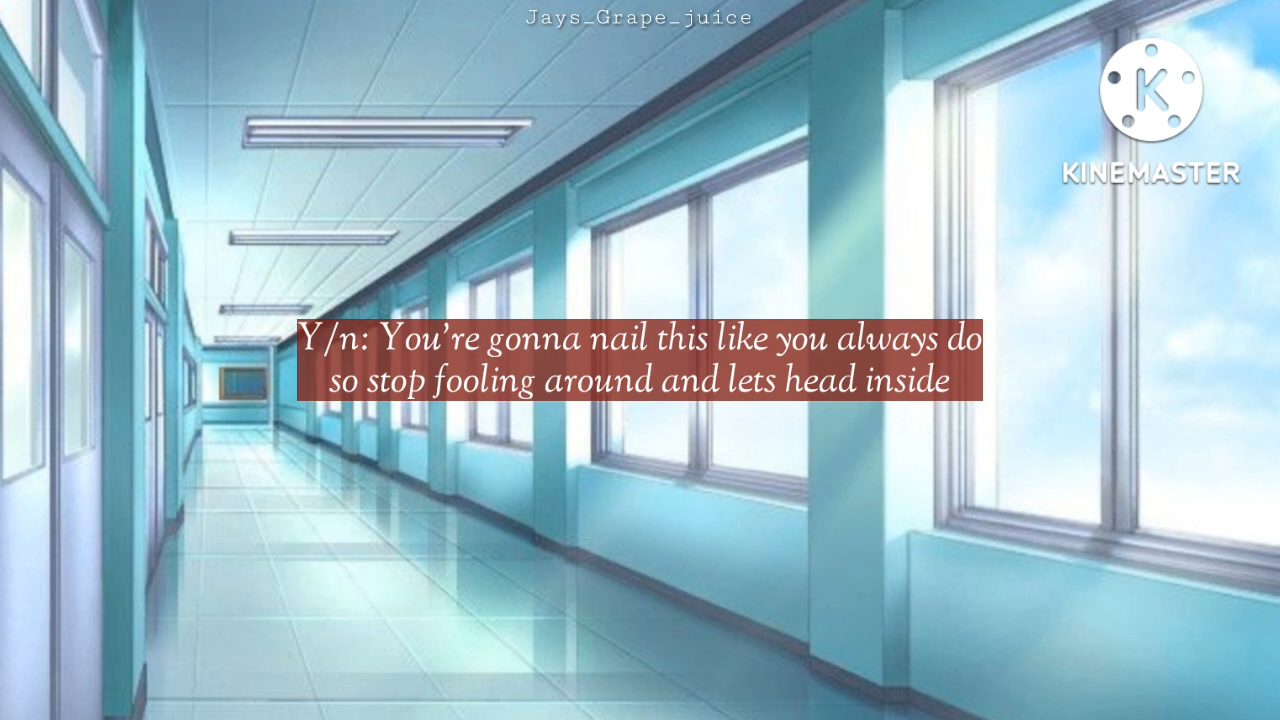 Jays_Grape_juice
K
KINEMASTER
Y/n: You're gonna nail this like you always do
so stop fooling around and lets head inside